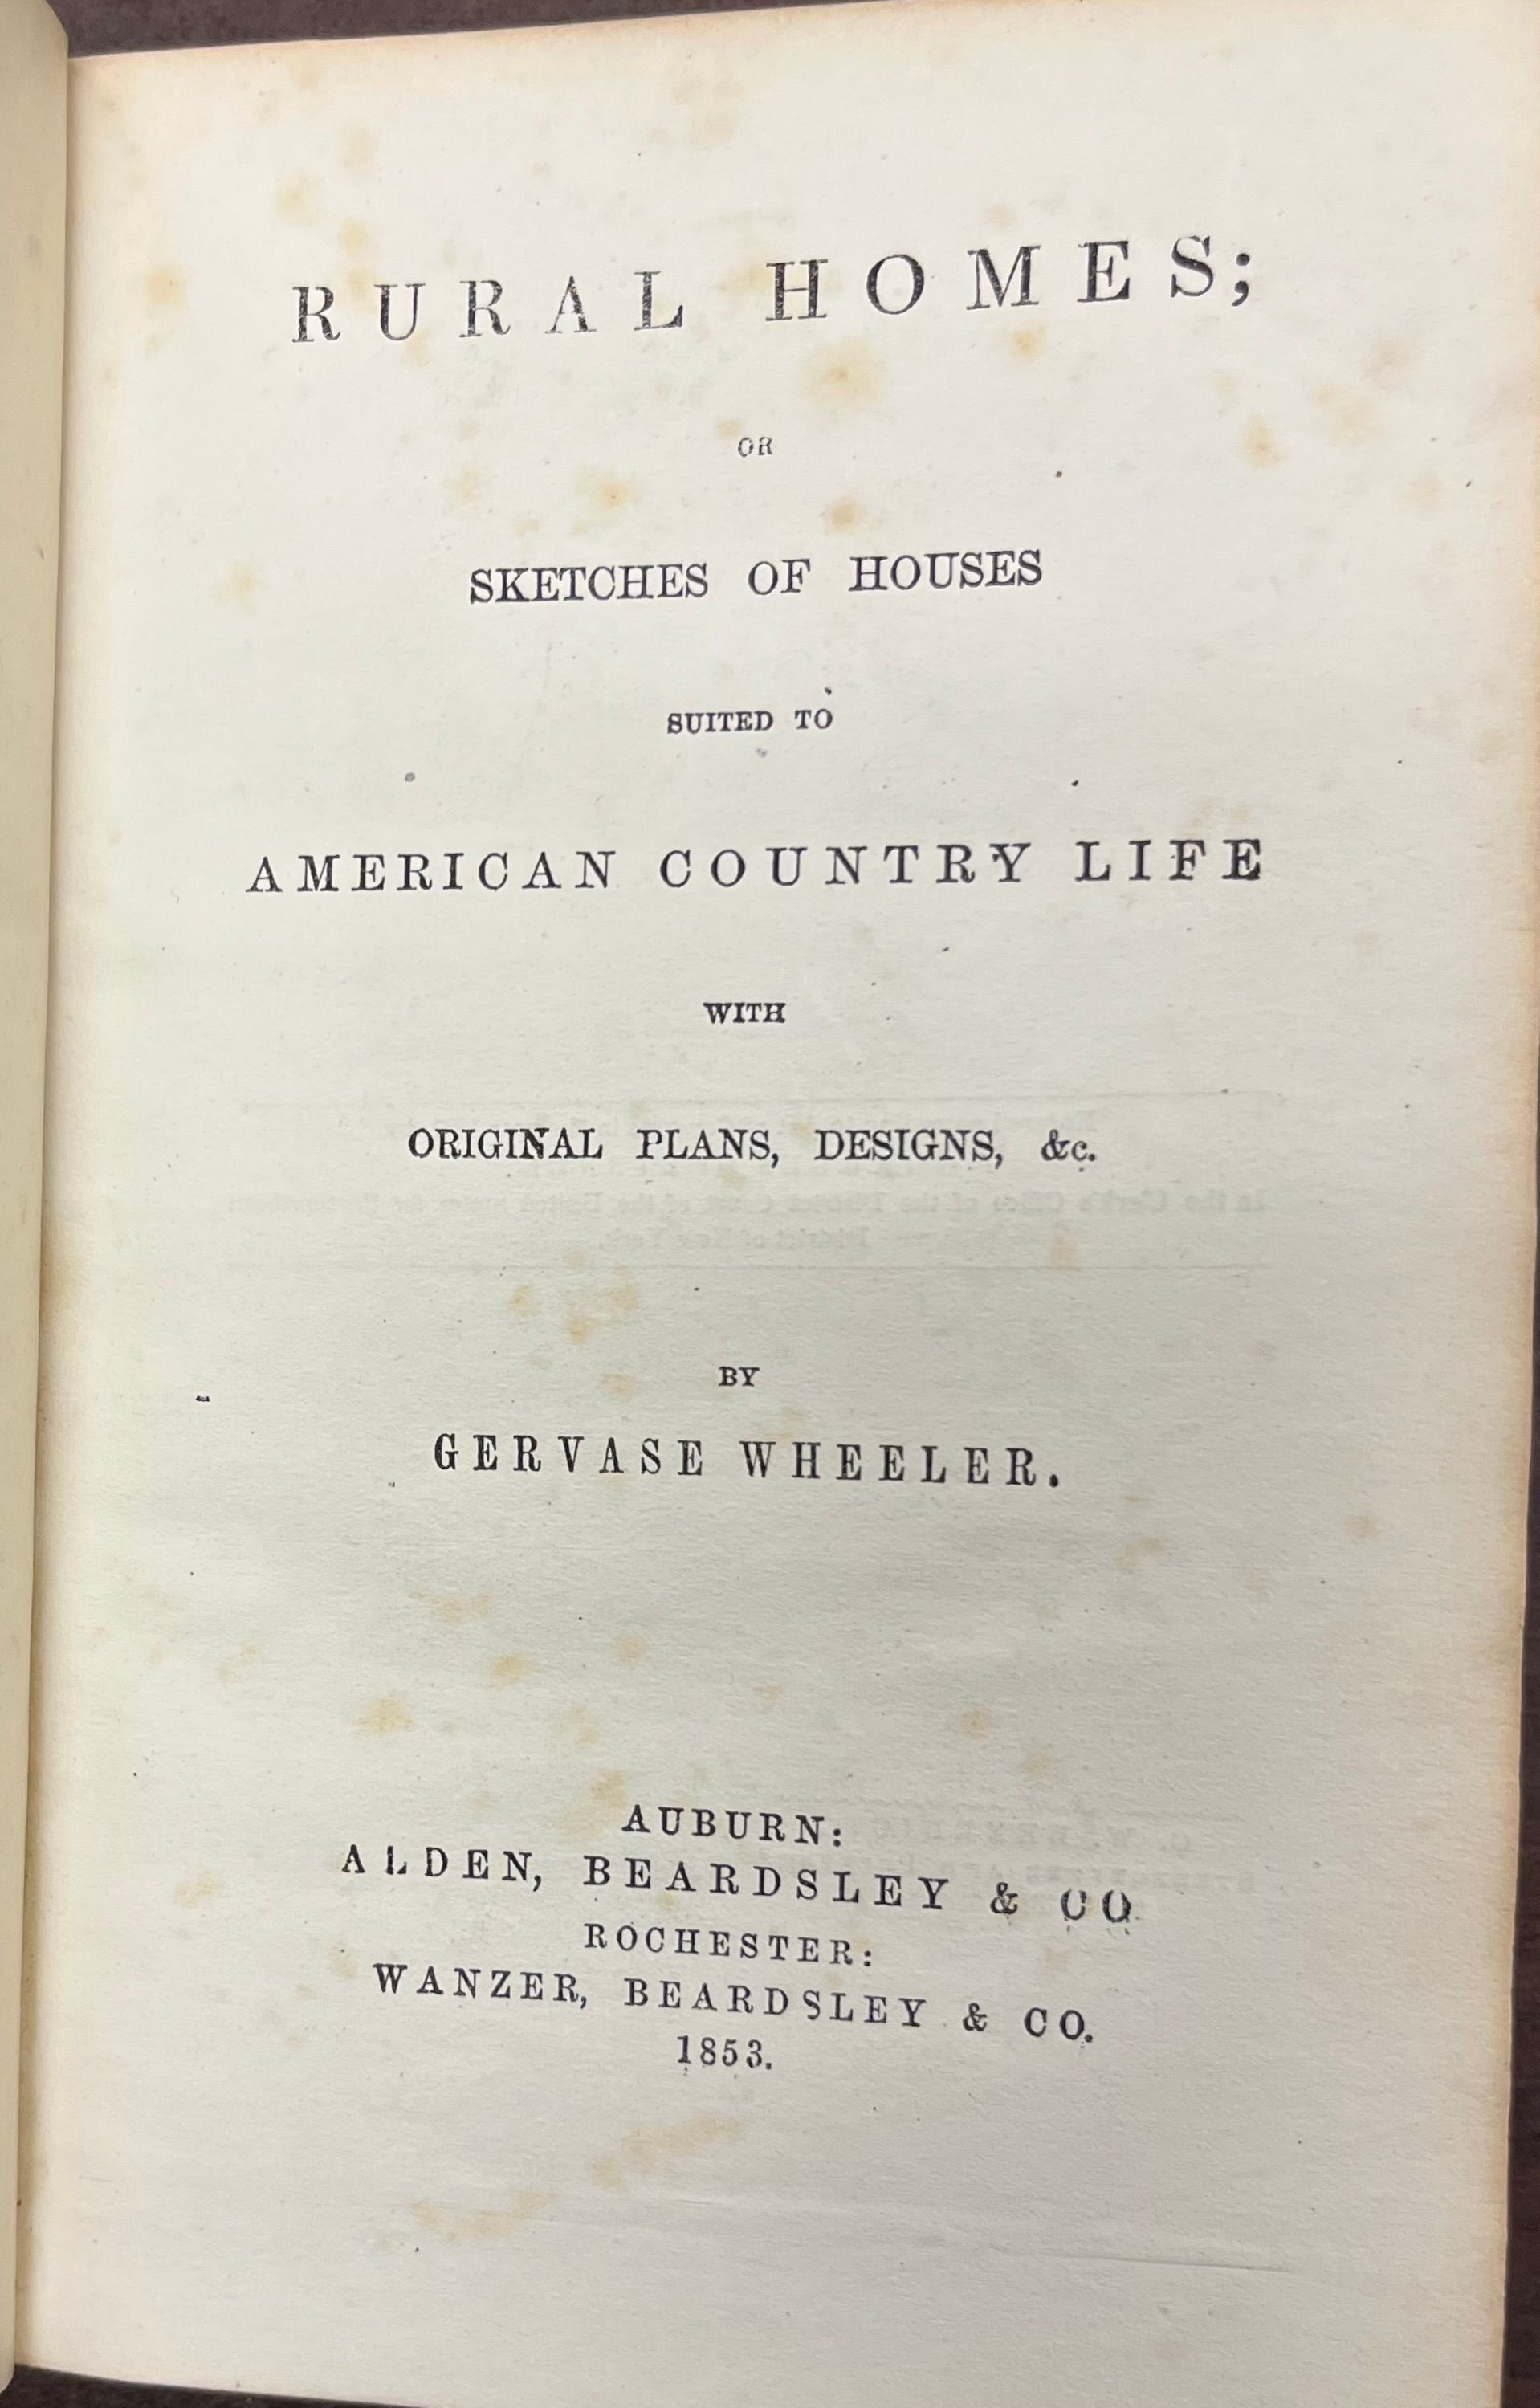 RURAL HOMES;
OR
SKETCHES OF HOUSES
SUITED TO
AMERICAN COUNTRY LIFE
WITH
ORIGINAL PLANS, DESIGNS, &c.
BY
GERVASE WHEELER.
AUBURN:
ALDEN, BEARDSLEY & CO
ROCHESTER:
WANZER, BEARDSLEY & CO.
1853.